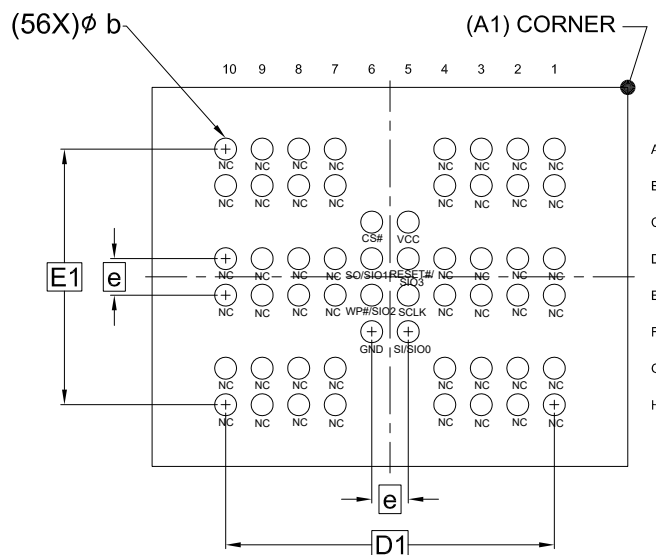 (56X)ø b
(A1) CORNER
10 9 8 7 6 5 4 3 2 1
A
NC NC NC NC NC NC NC NC
B
NC NC NC NC NC NC NC NC
C
CS# VCC
D
NC NC NC NC SO/SIO1 RESET#/SIO3 NC NC NC NC
E
NC NC NC NC WP#/SIO2 SCLK NC NC NC NC
F
GND SI/SIO0
G
NC NC NC NC NC NC NC NC
H
NC NC NC NC NC NC NC NC
E1
e
e
D1